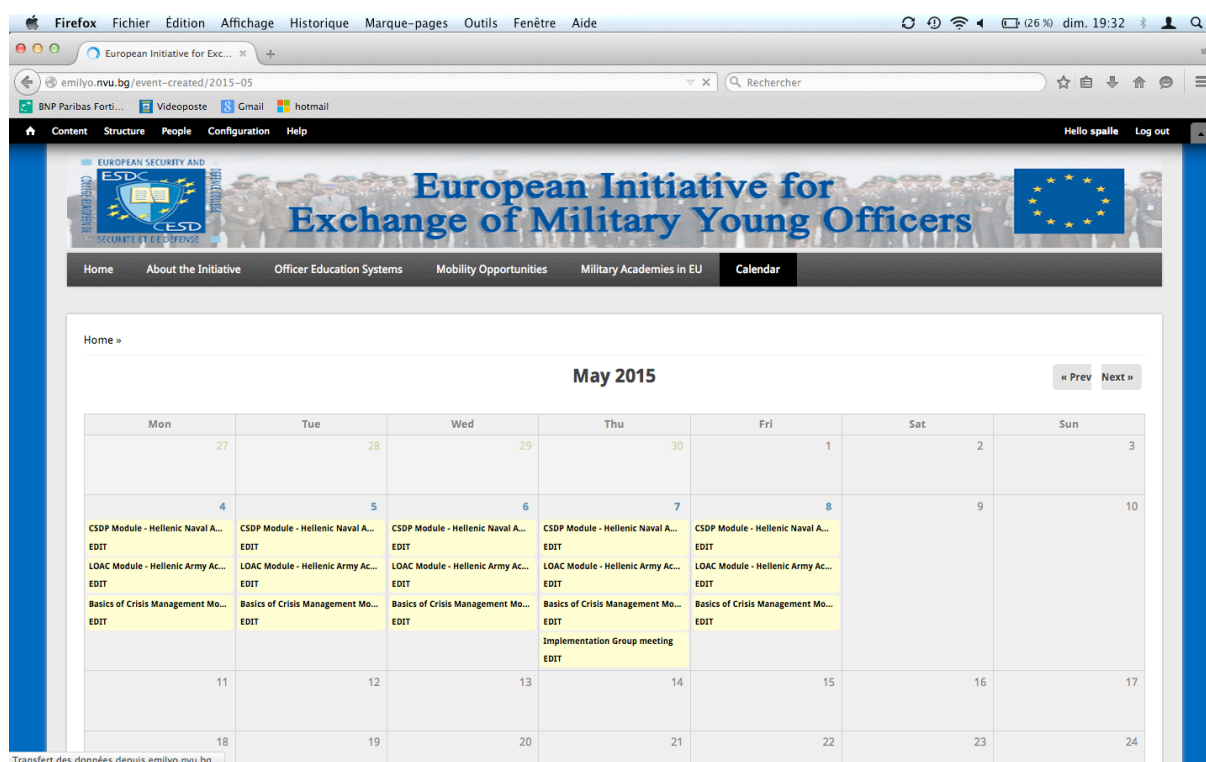 Firefox Fichier Édition Affichage Historique Marque-pages Outils Fenêtre Aide (26 %) dim. 19:32
European Initiative for Exc... × +
emilyo.nvu.bg/event-created/2015-05 Rechercher
BNP Paribas Forti... Videoposte 8 Gmail hotmail
Content Structure People Configuration Help Hello spaile Log out
EUROPEAN SECURITY AND
ESDC
CESD
SECURITE ET DE DEFENSE
European Initiative for
Exchange of Military Young Officers
Home About the Initiative Officer Education Systems Mobility Opportunities Military Academies in EU Calendar
Home »
May 2015
« Prev Next »
Mon Tue Wed Thu Fri Sat Sun
27 28 29 30 1 2 3
4 5 6 7 8 9 10
CSDP Module - Hellenic Naval A... CSDP Module - Hellenic Naval A... CSDP Module - Hellenic Naval A... CSDP Module - Hellenic Naval A... CSDP Module - Hellenic Naval A...
EDIT EDIT EDIT EDIT EDIT
LOAC Module - Hellenic Army Ac... LOAC Module - Hellenic Army Ac... LOAC Module - Hellenic Army Ac... LOAC Module - Hellenic Army Ac... LOAC Module - Hellenic Army Ac...
EDIT EDIT EDIT EDIT EDIT
Basics of Crisis Management Mo... Basics of Crisis Management Mo... Basics of Crisis Management Mo... Basics of Crisis Management Mo... Basics of Crisis Management Mo...
EDIT EDIT EDIT EDIT EDIT
Implementation Group meeting
EDIT
11 12 13 14 15 16 17
18 19 20 21 22 23 24
Transfert des données depuis emilyo.nvu.bg...